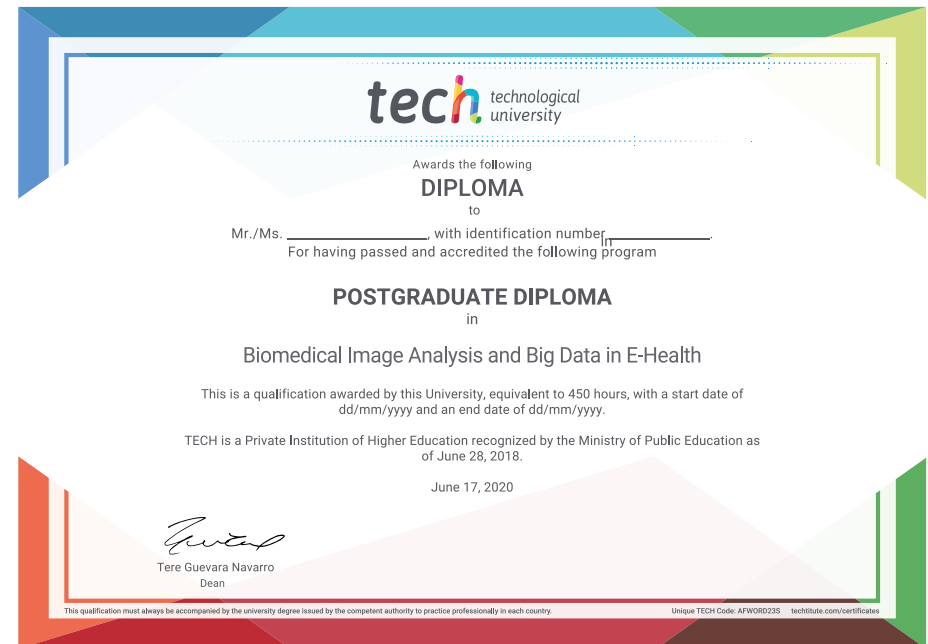 tech technological
university
Awards the following
DIPLOMA
to
Mr./Ms. ____________________, with identification number ______________.
in
For having passed and accredited the following program
POSTGRADUATE DIPLOMA
in
Biomedical Image Analysis and Big Data in E-Health
This is a qualification awarded by this University, equivalent to 450 hours, with a start date of
dd/mm/yyyy and an end date of dd/mm/yyyy.
TECH is a Private Institution of Higher Education recognized by the Ministry of Public Education as
of June 28, 2018.
June 17, 2020
Tere Guevara Navarro
Dean
This qualification must always be accompanied by the university degree issued by the competent authority to practice professionally in each country.
Unique TECH Code: AFWORD23S techtitute.com/certificates